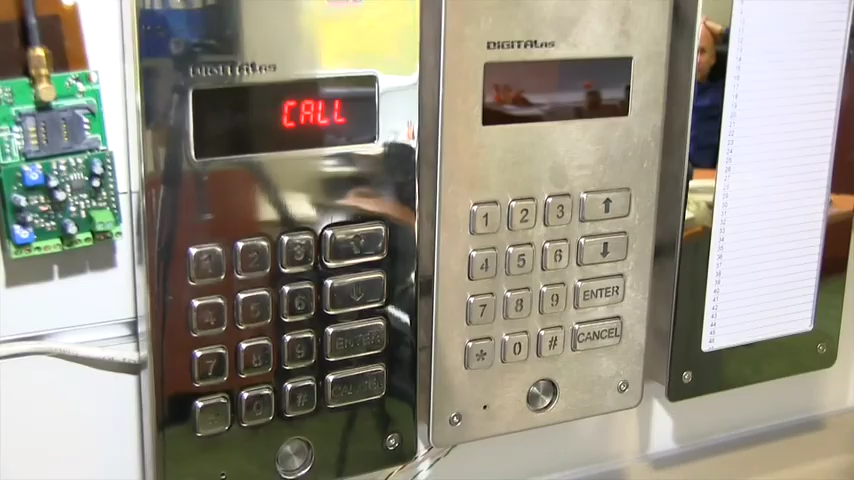 DIGITALAS
CALL
1 2 3 ↑
4 5 6 ↓
7 8 9 ENTER
* 0 # CANCEL
DIGITALAS
1 2 3 ↑
4 5 6 ↓
7 8 9 ENTER
* 0 # CANCEL